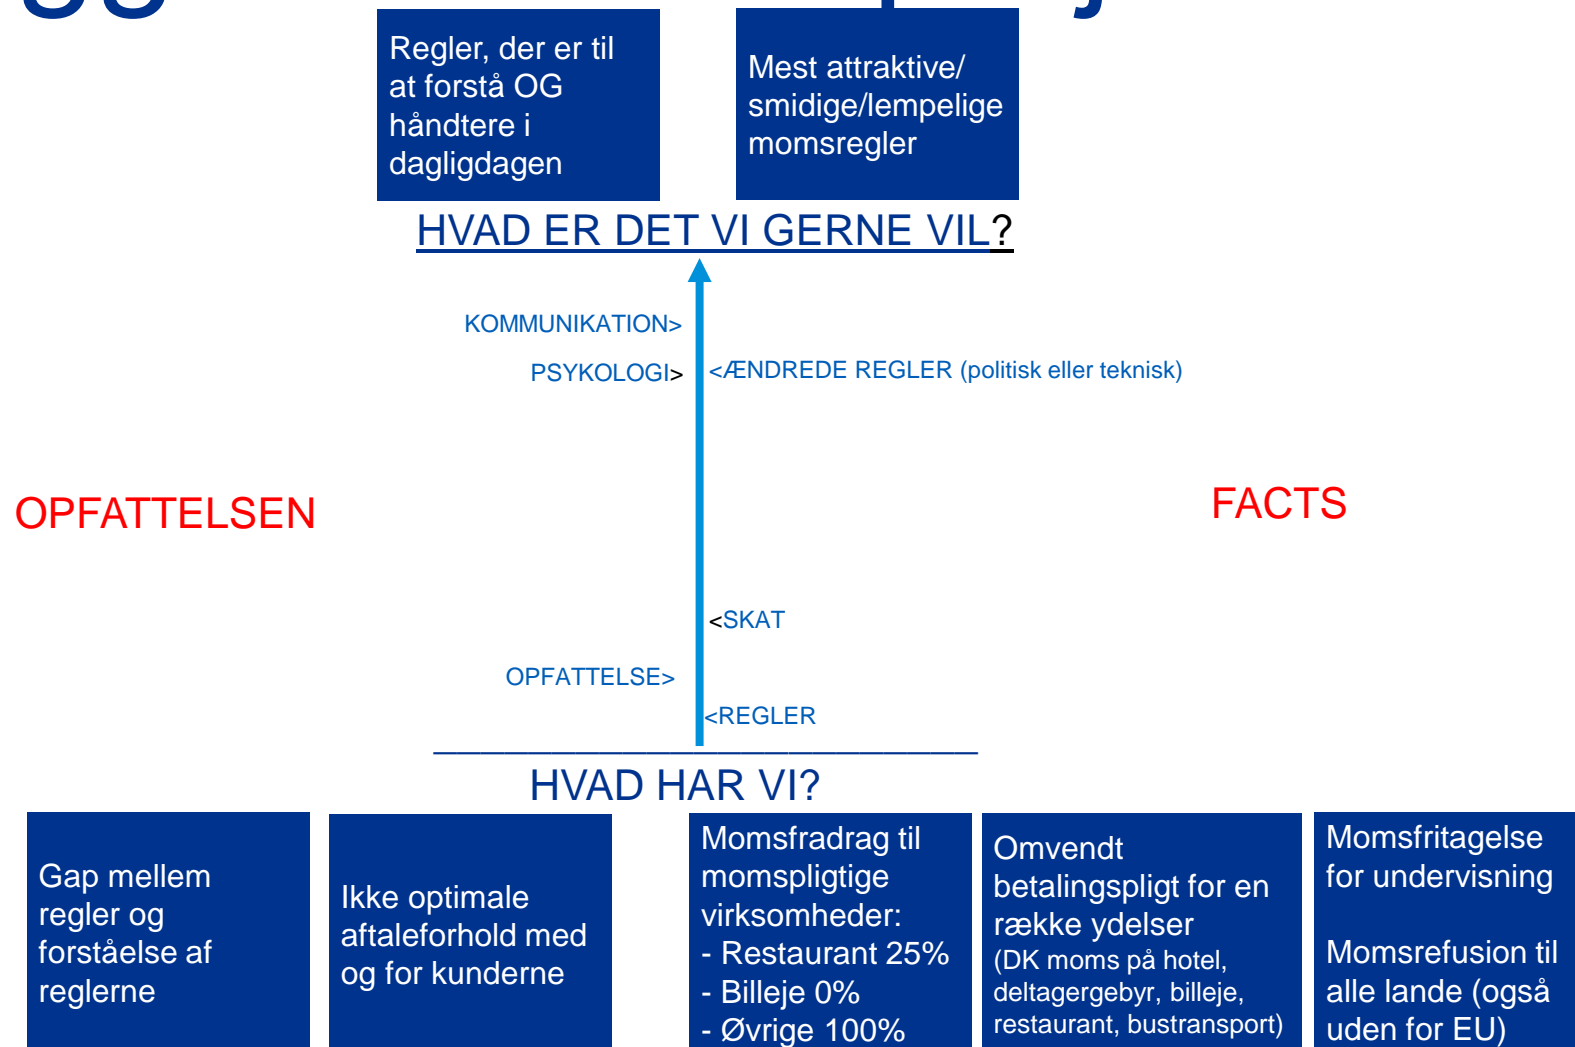 Regler, der er til
at forstå OG
håndtere i
dagligdagen
Mest attraktive/
smidige/lempelige
momsregler
HVAD ER DET VI GERNE VIL?
KOMMUNIKATION>
PSYKOLOGI>
<ÆNDREDE REGLER (politisk eller teknisk)
OPFATTELSEN
FACTS
<SKAT
OPFATTELSE>
<REGLER
HVAD HAR VI?
Gap mellem
regler og
forståelse af
reglerne
Ikke optimale
aftaleforhold med
og for kunderne
Momsfradrag til
momspligtige
virksomheder:
- Restaurant 25%
- Billeje 0%
- Øvrige 100%
Omvendt
betalingspligt for en
række ydelser
(DK moms på hotel,
deltagergebyr, billeje,
restaurant, bustransport)
Momsfritagelse
for undervisning
Momsrefusion til
alle lande (også
uden for EU)